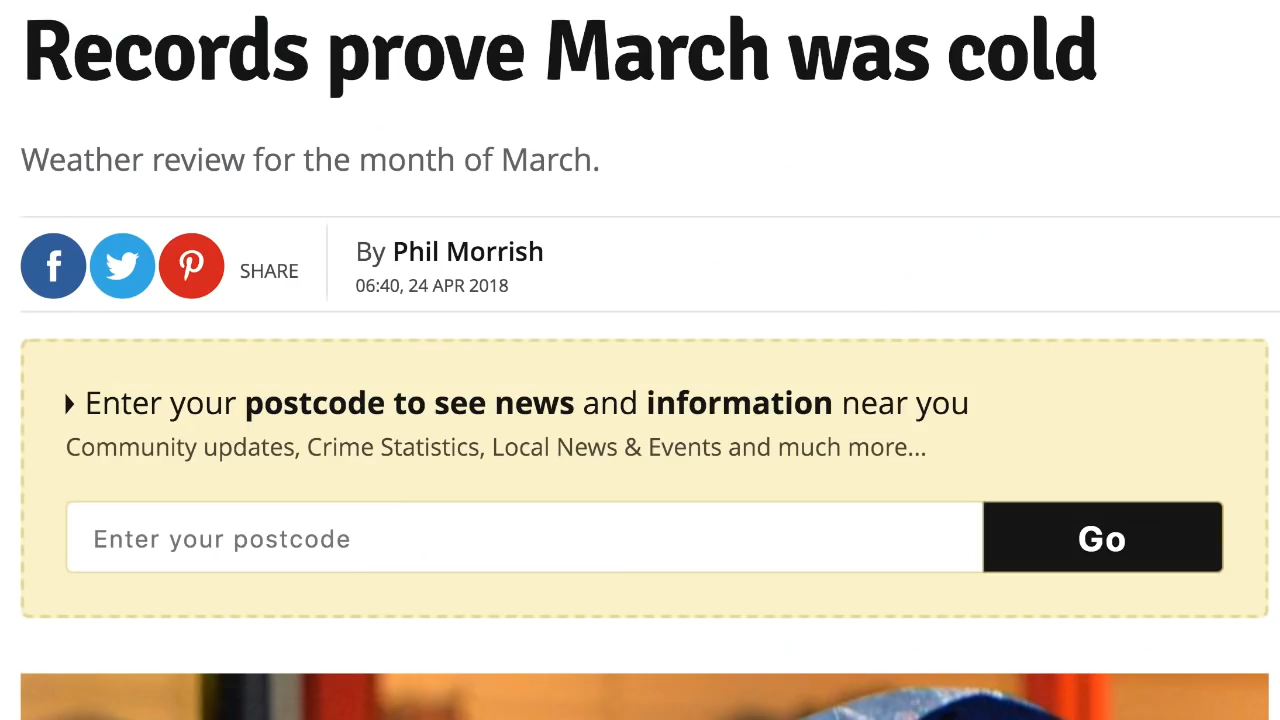 Records prove March was cold
Weather review for the month of March.
SHARE
By Phil Morrish
06:40, 24 APR 2018
Enter your postcode to see news and information near you
Community updates, Crime Statistics, Local News & Events and much more...
Enter your postcode
Go